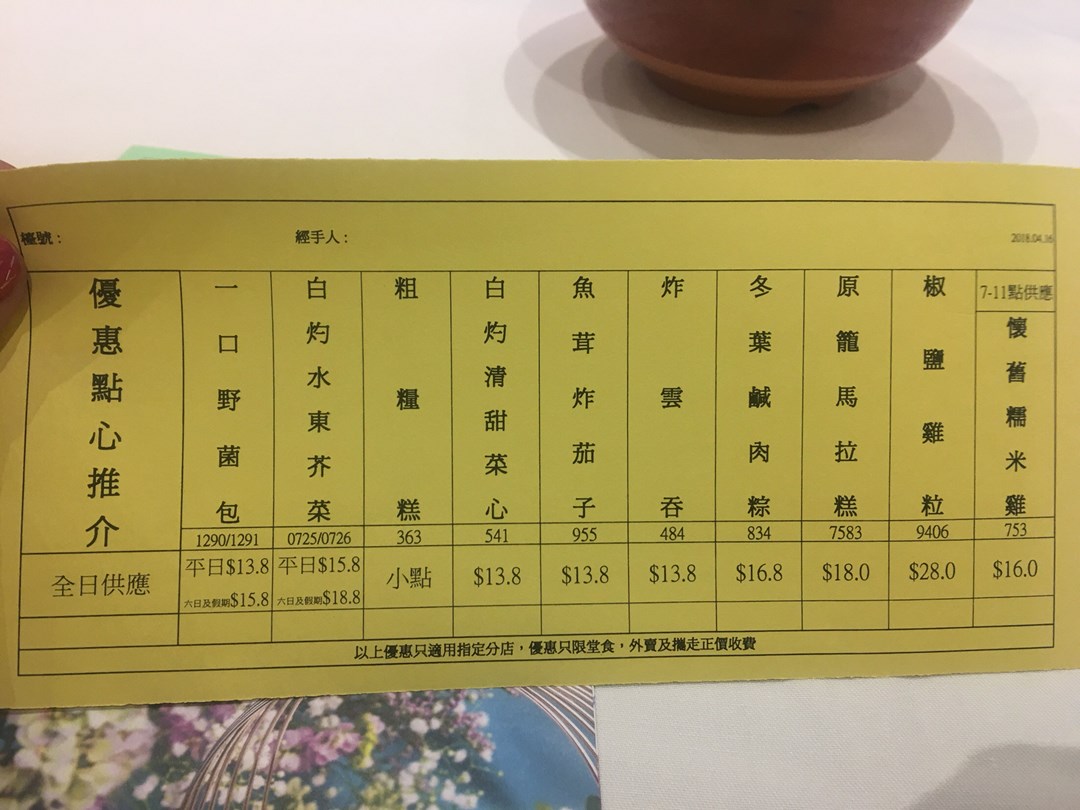 檯號：
經手人：
2018.04.16
優惠點心推介
一口野菌包
白灼水東芥菜
粗糧糕
白灼清甜菜心
魚茸炸茄子
炸雲吞
冬葉鹹肉粽
原籠馬拉糕
椒鹽雞粒
7-11點供應
懷舊糯米雞
1290/1291
0725/0726
363
541
955
484
834
7583
9406
753
全日供應
平日$13.8
六日及假期$15.8
平日$15.8
六日及假期$18.8
小點
$13.8
$13.8
$13.8
$16.8
$18.0
$28.0
$16.0
以上優惠只適用指定分店，優惠只限堂食，外賣及攜走正價收費